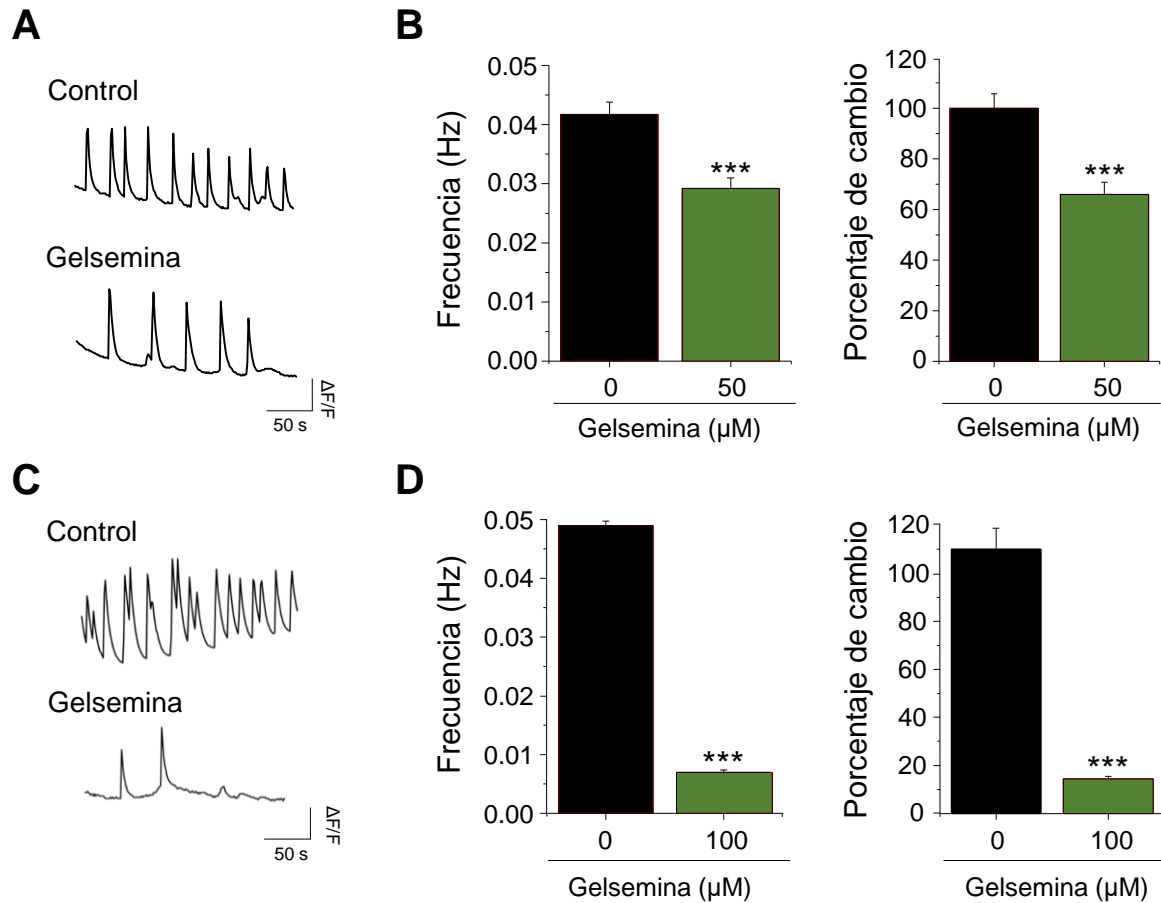 A
Control
Gelsemina
ΔF/F
50 s
B
Frecuencia (Hz)
0.05
0.04
0.03
0.02
0.01
0.00
***
0
50
Gelsemina (µM)
Porcentaje de cambio
120
100
80
60
40
20
0
***
0
50
Gelsemina (µM)
C
Control
Gelsemina
ΔF/F
50 s
D
Frecuencia (Hz)
0.05
0.04
0.03
0.02
0.01
0.00
***
0
100
Gelsemina (µM)
Porcentaje de cambio
120
100
80
60
40
20
0
***
0
100
Gelsemina (µM)